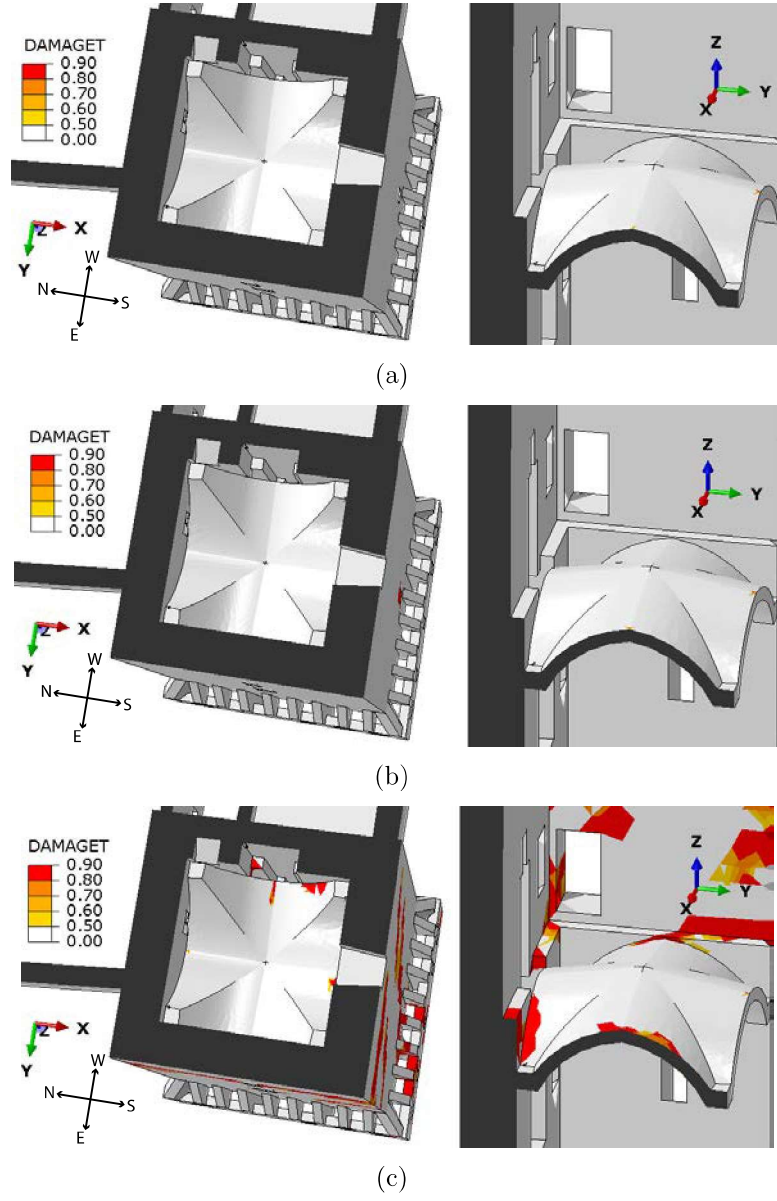 DAMAGET
0.90
0.80
0.70
0.60
0.50
0.00
Z
Y
X
Z X
Y
W
N S
E
(a)
DAMAGET
0.90
0.80
0.70
0.60
0.50
0.00
Z
Y
X
Z X
Y
W
N S
E
(b)
DAMAGET
0.90
0.80
0.70
0.60
0.50
0.00
Z
Y
X
Z X
Y
W
N S
E
(c)